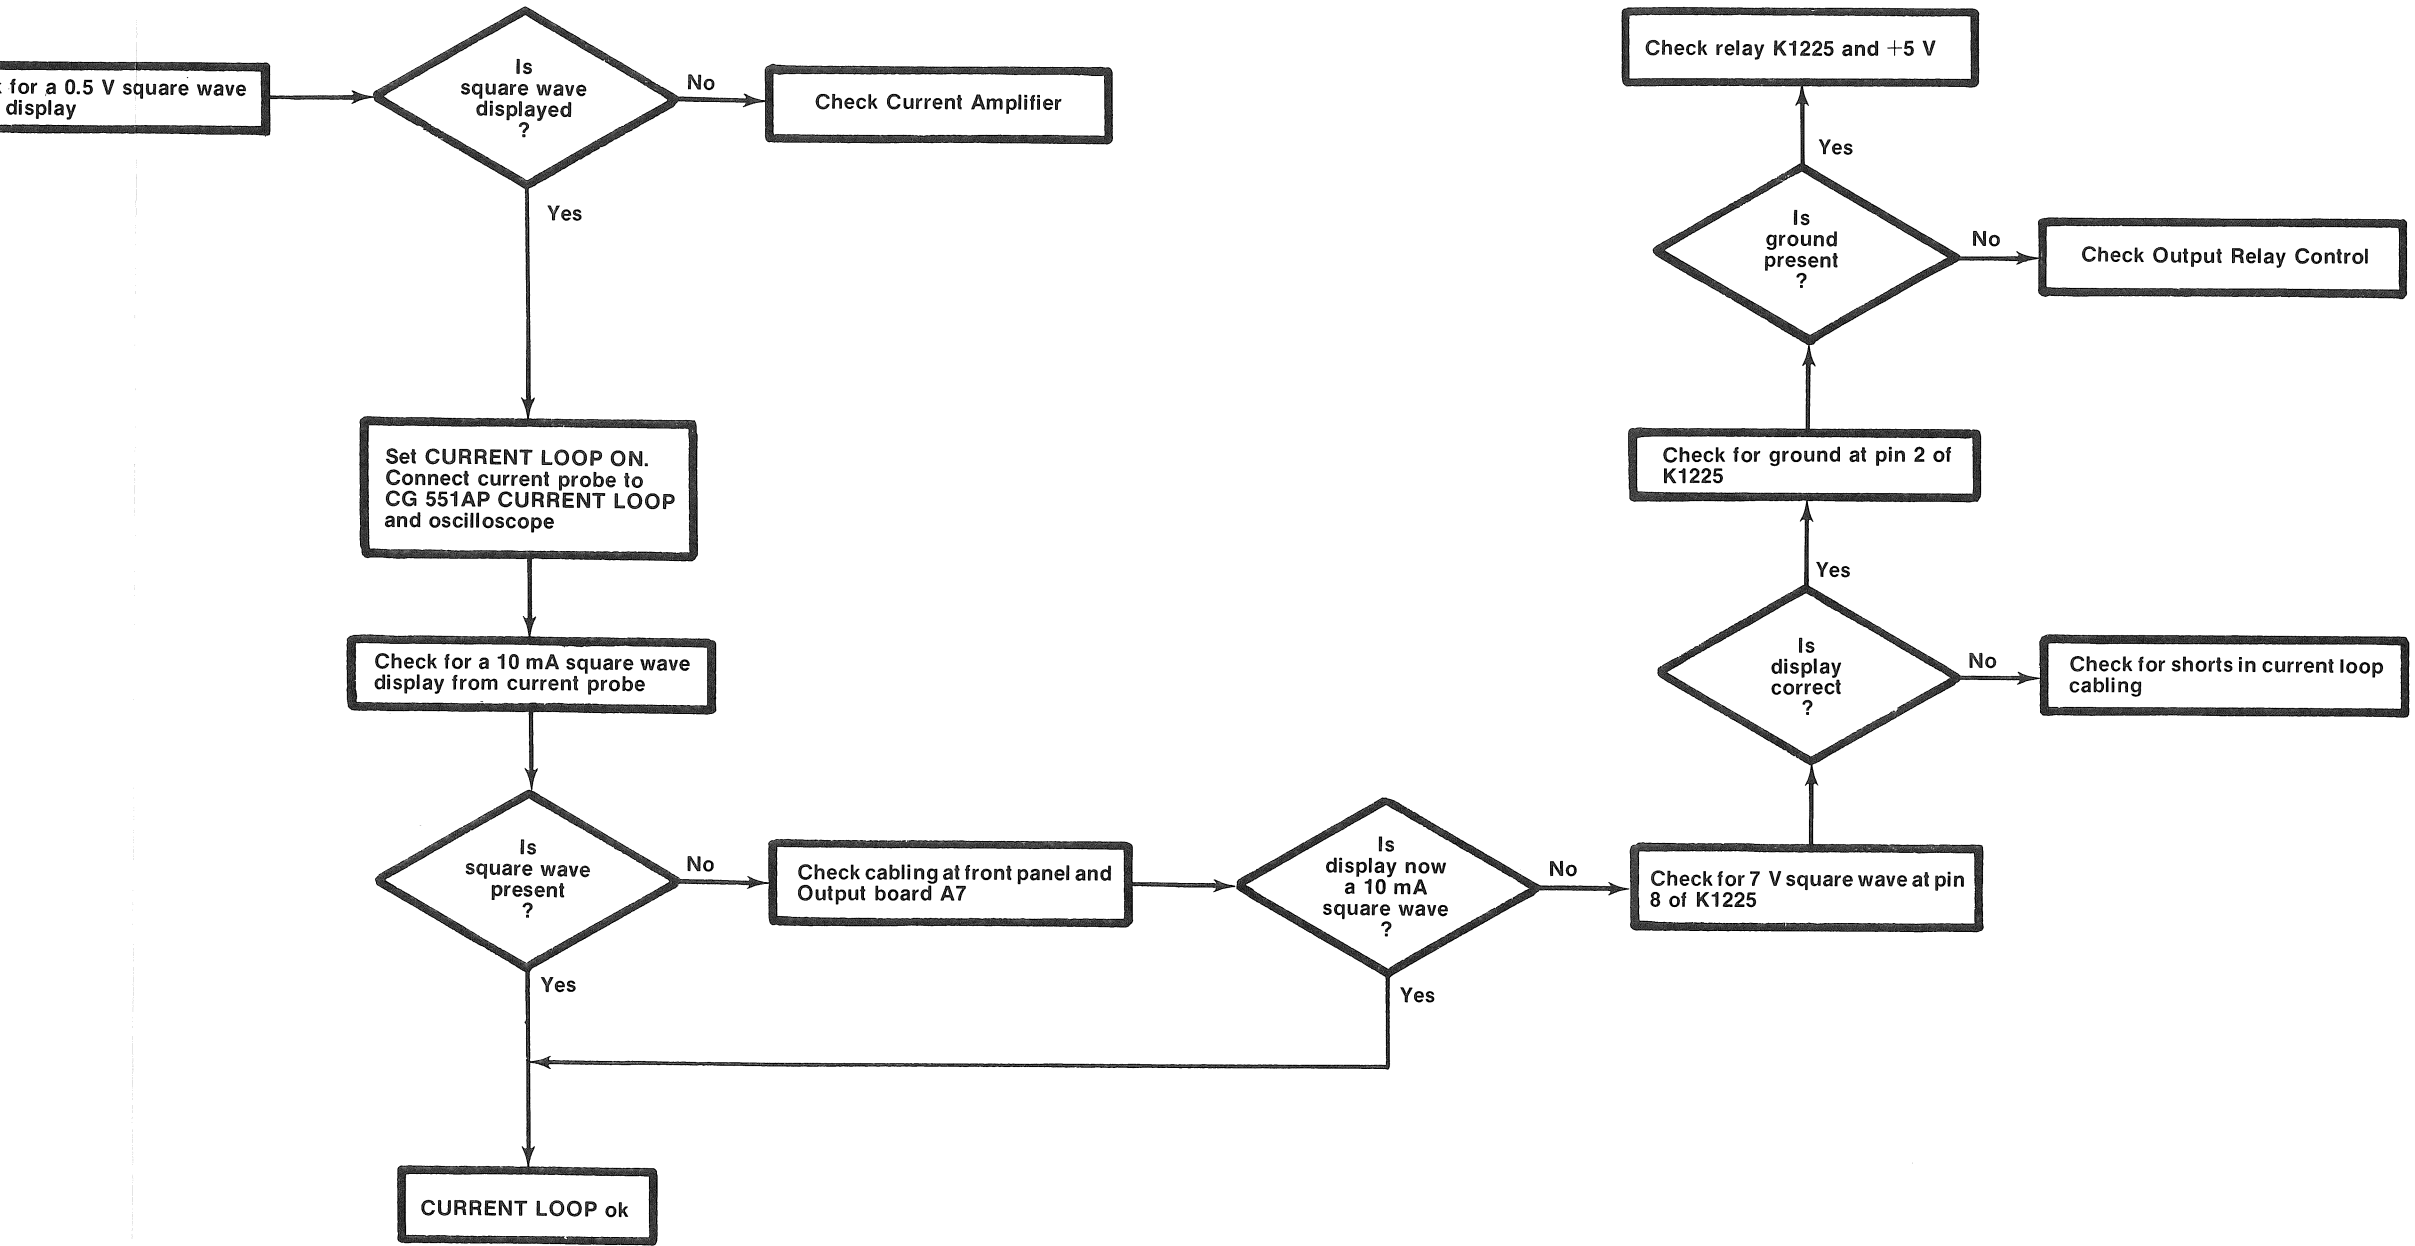 for a 0.5 V square wave
display
Is
square wave
displayed
?
No
Check Current Amplifier
Yes
Set CURRENT LOOP ON.
Connect current probe to
CG 551AP CURRENT LOOP
and oscilloscope
Check for a 10 mA square wave
display from current probe
Is
square wave
present
?
No
Check cabling at front panel and
Output board A7
Is
display now
a 10 mA
square wave
?
No
Check for 7 V square wave at pin
8 of K1225
Is
display
correct
?
No
Check for shorts in current loop
cabling
Yes
Check for ground at pin 2 of
K1225
Is
ground
present
?
No
Check Output Relay Control
Yes
Check relay K1225 and +5 V
Yes
Yes
CURRENT LOOP ok